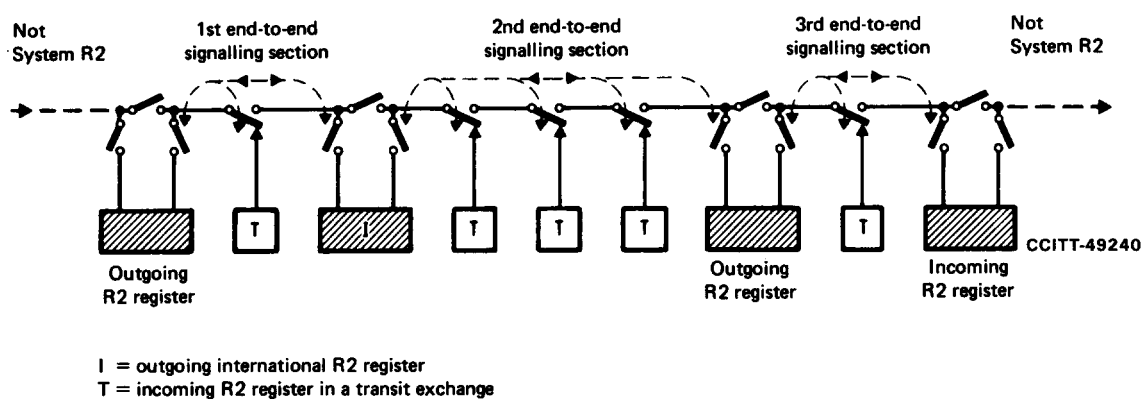 Not
System R2
1st end-to-end
signalling section
2nd end-to-end
signalling section
3rd end-to-end
signalling section
Not
System R2
T
I
T
T
T
T
CCITT-49240
Outgoing
R2 register
Outgoing
R2 register
Incoming
R2 register
I = outgoing international R2 register
T = incoming R2 register in a transit exchange